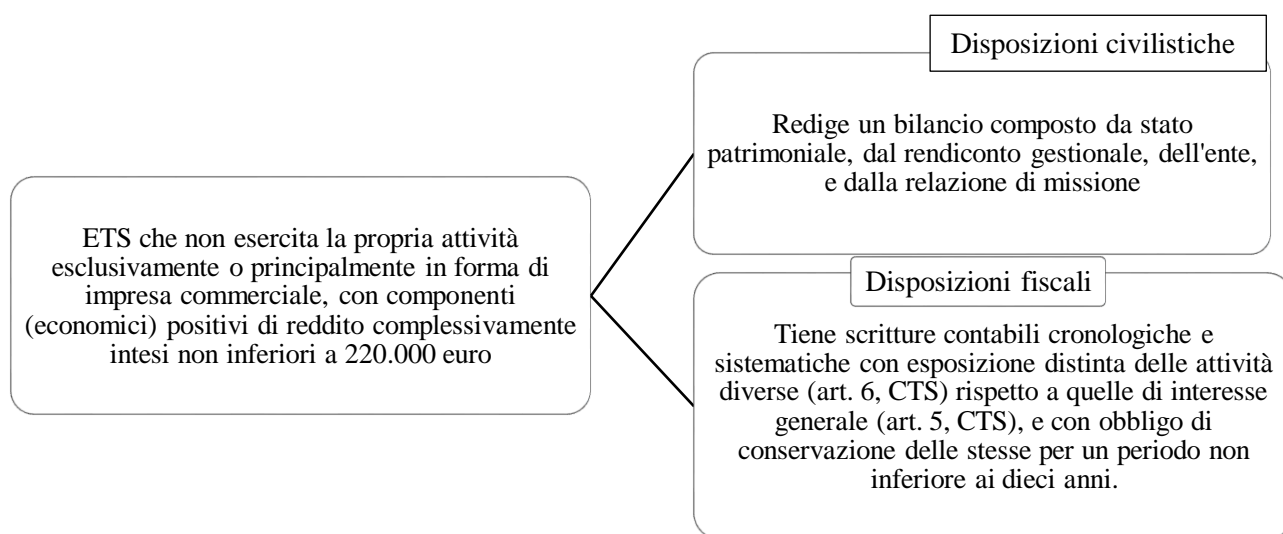 Disposizioni civilistiche
Redige un bilancio composto da stato
patrimoniale, dal rendiconto gestionale, dell'ente,
e dalla relazione di missione
ETS che non esercita la propria attività
esclusivamente o principalmente in forma di
impresa commerciale, con componenti
(economici) positivi di reddito complessivamente
intesi non inferiori a 220.000 euro
Disposizioni fiscali
Tiene scritture contabili cronologiche e
sistematiche con esposizione distinta delle attività
diverse (art. 6, CTS) rispetto a quelle di interesse
generale (art. 5, CTS), e con obbligo di
conservazione delle stesse per un periodo non
inferiore ai dieci anni.